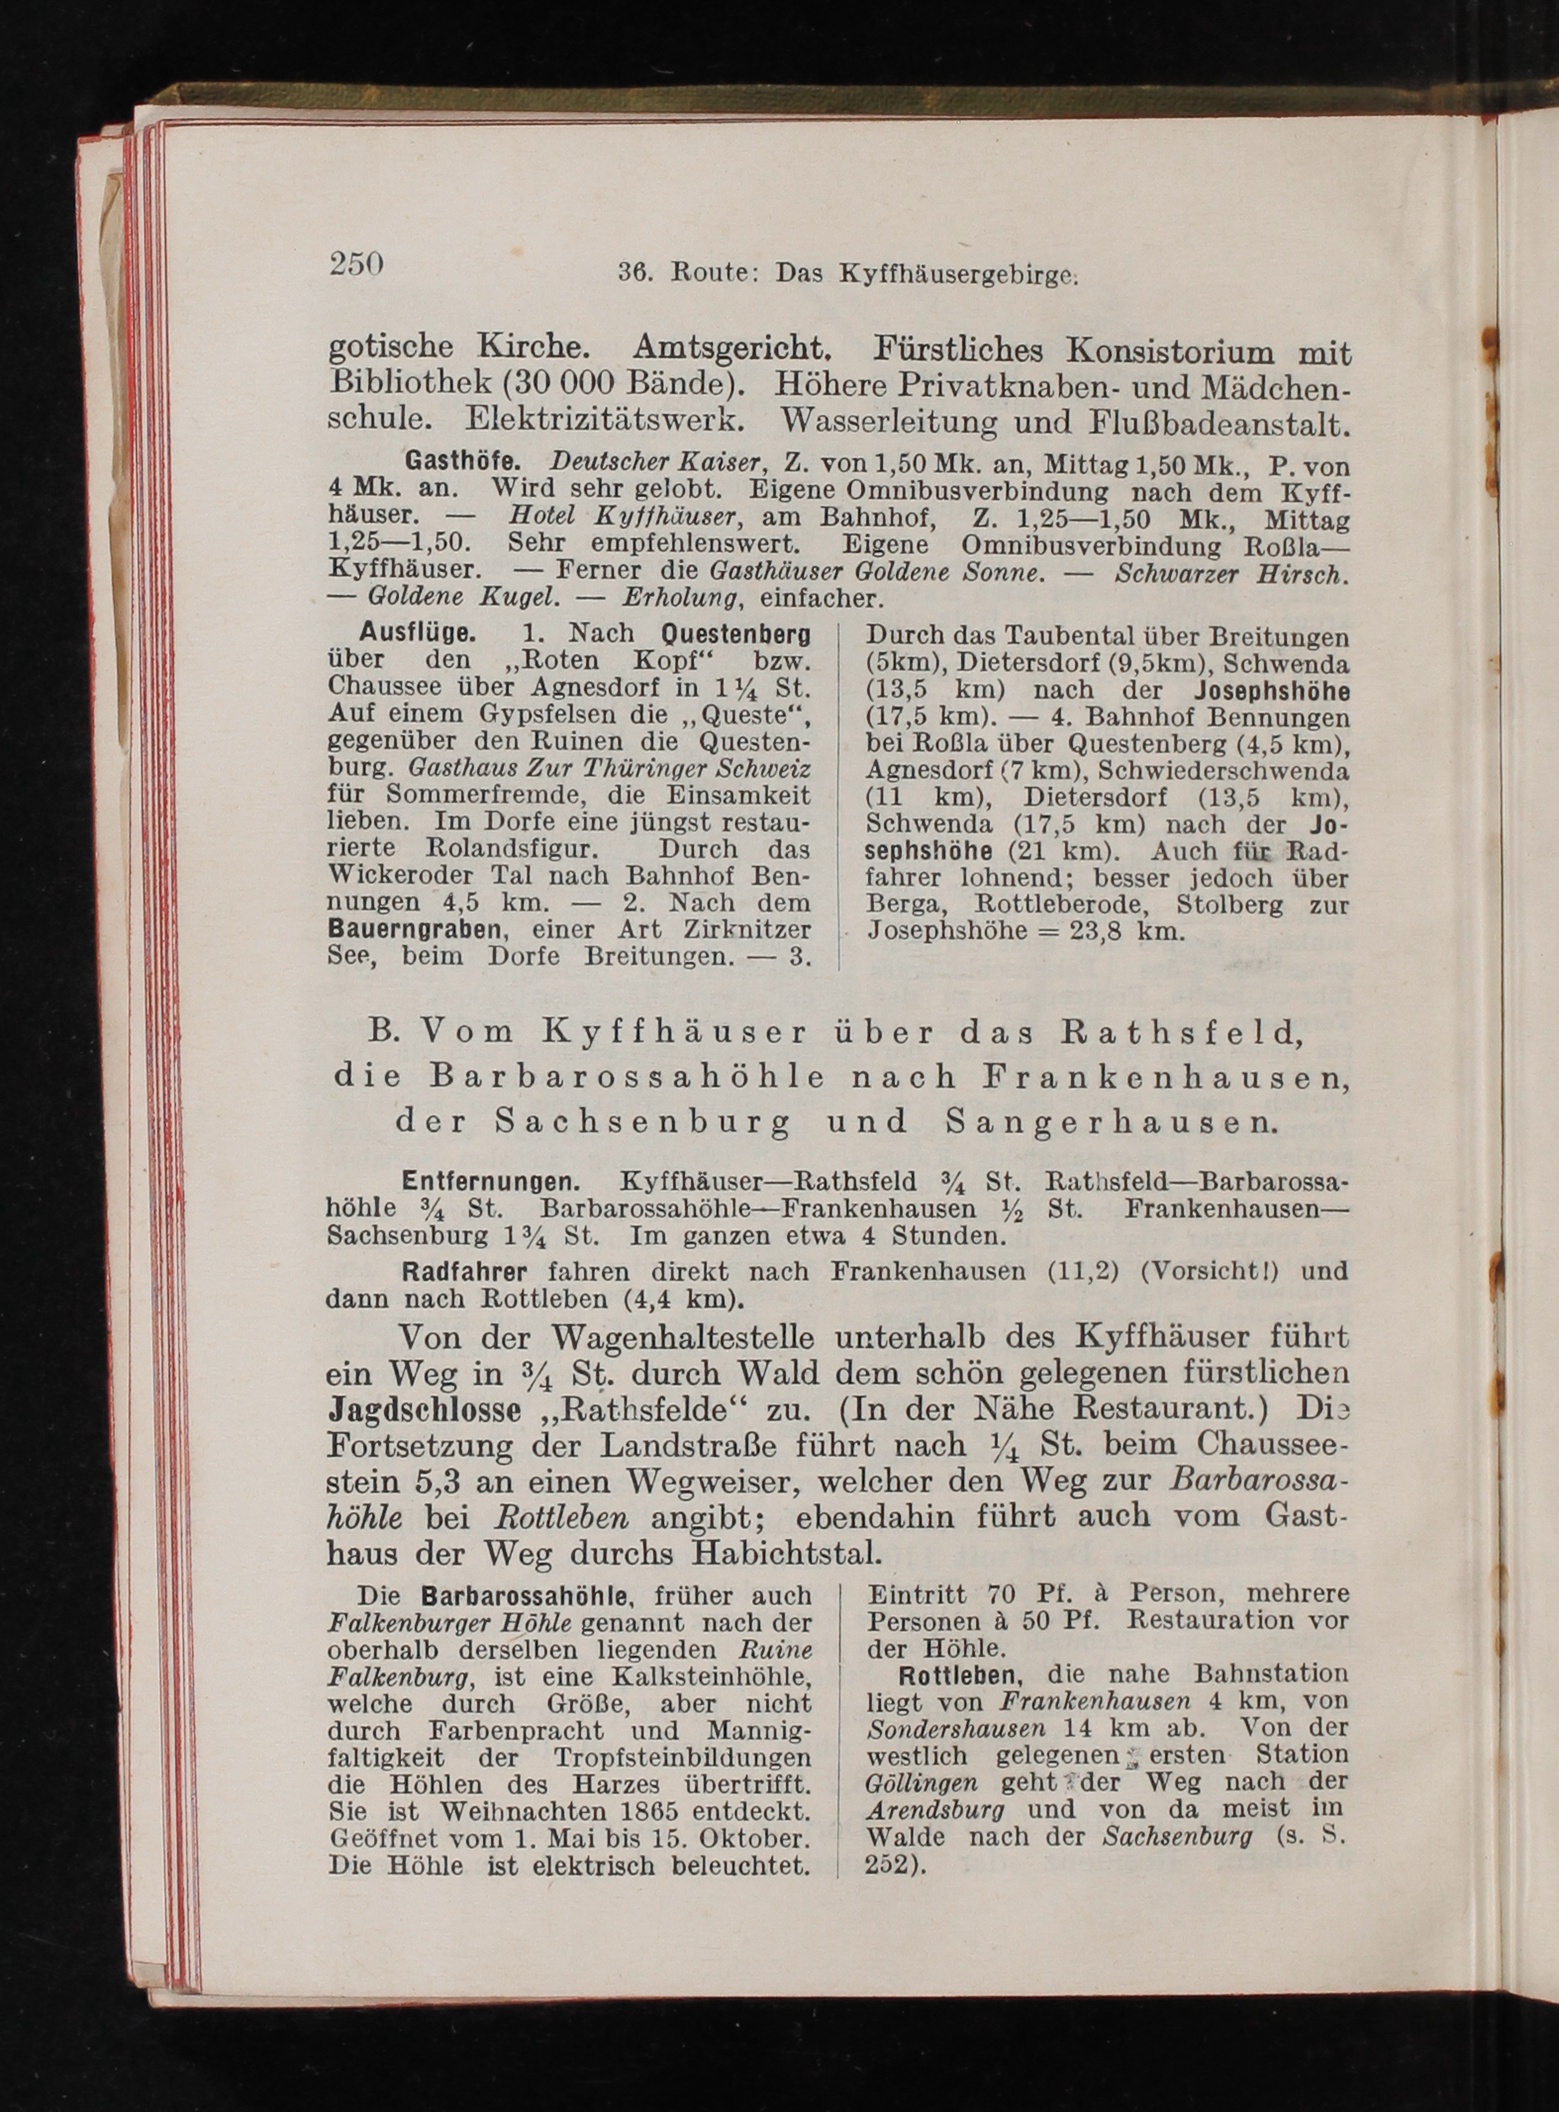 250
36. Route: Das Kyffhäusergebirge.
gotische Kirche. Amtsgericht. Fürstliches Konsistorium mit
Bibliothek (30 000 Bände). Höhere Privatknaben- und Mädchen-
schule. Elektrizitätswerk. Wasserleitung und Flußbadeanstalt.
Gasthöfe. Deutscher Kaiser, Z. von 1,50 Mk. an, Mittag 1,50 Mk., P. von
4 Mk. an. Wird sehr gelobt. Eigene Omnibusverbindung nach dem Kyff-
häuser. — Hotel Kyffhäuser, am Bahnhof, Z. 1,25—1,50 Mk., Mittag
1,25—1,50. Sehr empfehlenswert. Eigene Omnibusverbindung Roßla—
Kyffhäuser. — Ferner die Gasthäuser Goldene Sonne. — Schwarzer Hirsch.
— Goldene Kugel. — Erholung, einfacher.
Ausflüge. 1. Nach Questenberg
über den „Roten Kopf“ bzw.
Chaussee über Agnesdorf in 1¼ St.
Auf einem Gypsfelsen die „Queste“,
gegenüber den Ruinen die Questen-
burg. Gasthaus Zur Thüringer Schweiz
für Sommerfremde, die Einsamkeit
lieben. Im Dorfe eine jüngst restau-
rierte Rolandsfigur. Durch das
Wickeroder Tal nach Bahnhof Ben-
nungen 4,5 km. — 2. Nach dem
Bauerngraben, einer Art Zirknitzer
See, beim Dorfe Breitungen. — 3.
Durch das Taubental über Breitungen
(5km), Dietersdorf (9,5km), Schwenda
(13,5 km) nach der Josephshöhe
(17,5 km). — 4. Bahnhof Bennungen
bei Roßla über Questenberg (4,5 km),
Agnesdorf (7 km), Schwiederschwenda
(11 km), Dietersdorf (13,5 km),
Schwenda (17,5 km) nach der Jo-
sephshöhe (21 km). Auch für Rad-
fahrer lohnend; besser jedoch über
Berga, Rottleberode, Stolberg zur
Josephshöhe = 23,8 km.
B. Vom Kyffhäuser über das Rathsfeld,
die Barbarossahöhle nach Frankenhausen,
der Sachsenburg und Sangerhausen.
Entfernungen. Kyffhäuser—Rathsfeld ¾ St. Rathsfeld—Barbarossa-
höhle ¾ St. Barbarossahöhle—Frankenhausen ½ St. Frankenhausen—
Sachsenburg 1¾ St. Im ganzen etwa 4 Stunden.
Radfahrer fahren direkt nach Frankenhausen (11,2) (Vorsicht!) und
dann nach Rottleben (4,4 km).
Von der Wagenhaltestelle unterhalb des Kyffhäuser führt
ein Weg in ¾ St. durch Wald dem schön gelegenen fürstlichen
Jagdschlosse „Rathsfelde“ zu. (In der Nähe Restaurant.) Die
Fortsetzung der Landstraße führt nach ¼ St. beim Chaussee-
stein 5,3 an einen Wegweiser, welcher den Weg zur Barbarossa-
höhle bei Rottleben angibt; ebendahin führt auch vom Gast-
haus der Weg durchs Habichtstal.
Die Barbarossahöhle, früher auch
Falkenburger Höhle genannt nach der
oberhalb derselben liegenden Ruine
Falkenburg, ist eine Kalksteinhöhle,
welche durch Größe, aber nicht
durch Farbenpracht und Mannig-
faltigkeit der Tropfsteinbildungen
die Höhlen des Harzes übertrifft.
Sie ist Weihnachten 1865 entdeckt.
Geöffnet vom 1. Mai bis 15. Oktober.
Die Höhle ist elektrisch beleuchtet.
Eintritt 70 Pf. à Person, mehrere
Personen à 50 Pf. Restauration vor
der Höhle.
Rottleben, die nahe Bahnstation
liegt von Frankenhausen 4 km, von
Sondershausen 14 km ab. Von der
westlich gelegenen ersten Station
Göllingen geht der Weg nach der
Arendsburg und von da meist im
Walde nach der Sachsenburg (s. S.
252).